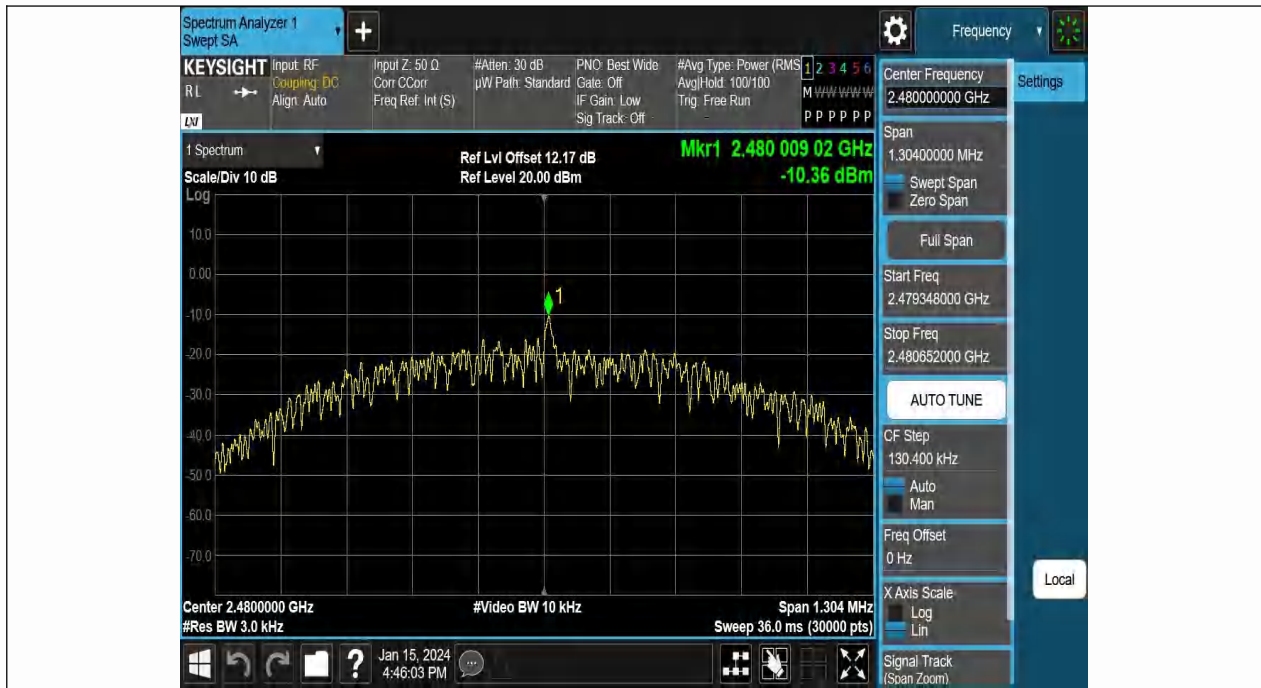 Spectrum Analyzer 1
Swept SA
+
Frequency
KEYSIGHT
RL
LXI
Input: RF
Coupling: DC
Align: Auto
Input Z: 50 Ω
Corr CCorr
Freq Ref: Int (S)
#Atten: 30 dB
µW Path: Standard
PNO: Best Wide
Gate: Off
IF Gain: Low
Sig Track: Off
#Avg Type: Power (RMS
Avg|Hold: 100/100
Trig: Free Run
1 2 3 4 5 6
M W W W W W
P P P P P P
1 Spectrum
Scale/Div 10 dB
Log
Ref Lvl Offset 12.17 dB
Ref Level 20.00 dBm
Mkr1 2.480 009 02 GHz
-10.36 dBm
1
10.0
0.00
-10.0
-20.0
-30.0
-40.0
-50.0
-60.0
-70.0
Center 2.4800000 GHz
#Res BW 3.0 kHz
#Video BW 10 kHz
Span 1.304 MHz
Sweep 36.0 ms (30000 pts)
?
Jan 15, 2024
4:46:03 PM
Center Frequency
2.480000000 GHz
Settings
Span
1.30400000 MHz
Swept Span
Zero Span
Full Span
Start Freq
2.479348000 GHz
Stop Freq
2.480652000 GHz
AUTO TUNE
CF Step
130.400 kHz
Auto
Man
Freq Offset
0 Hz
X Axis Scale
Log
Lin
Signal Track
(Span Zoom)
Local